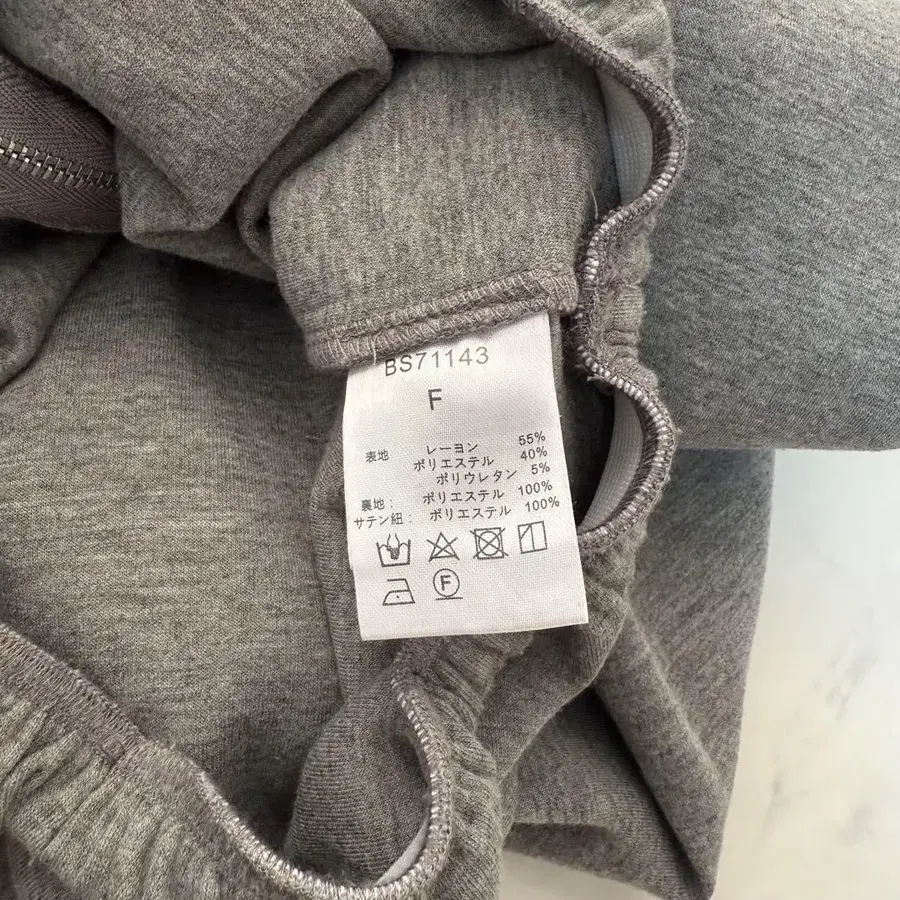 BS71143
F
表地 レーヨン 55%
ポリエステル 40%
ポリウレタン 5%
裏地: ポリエステル 100%
サテン紐: ポリエステル 100%
F